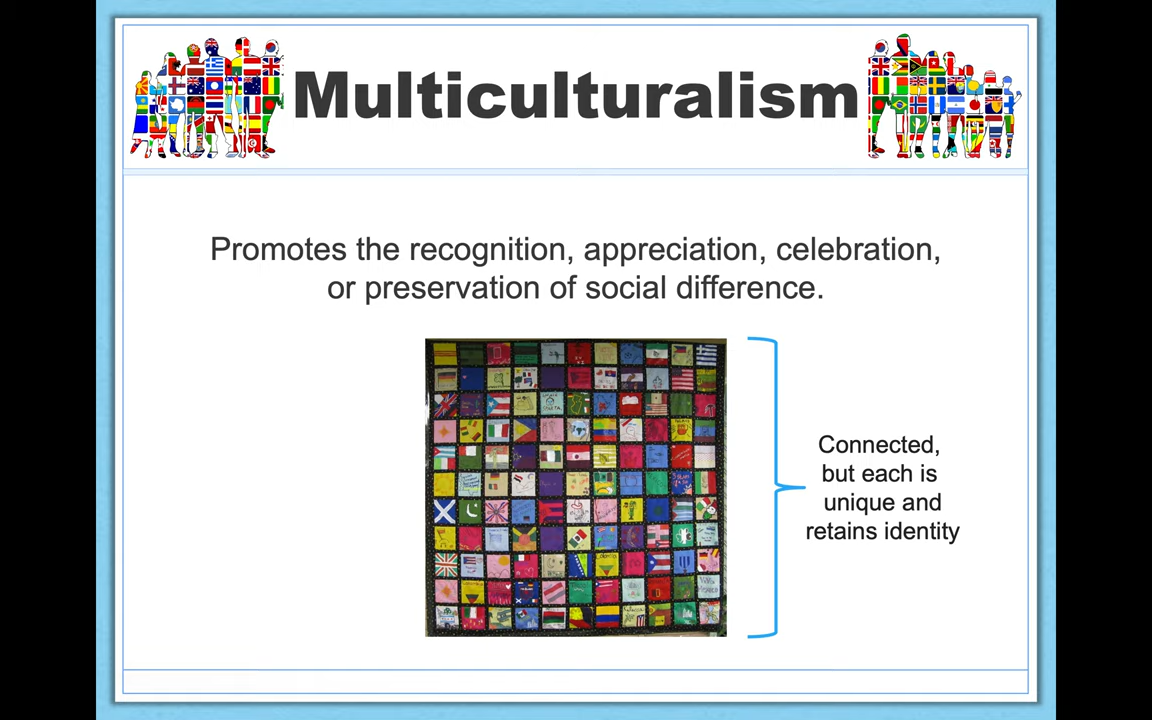 Multiculturalism
Promotes the recognition, appreciation, celebration,
or preservation of social difference.
Connected,
but each is
unique and
retains identity